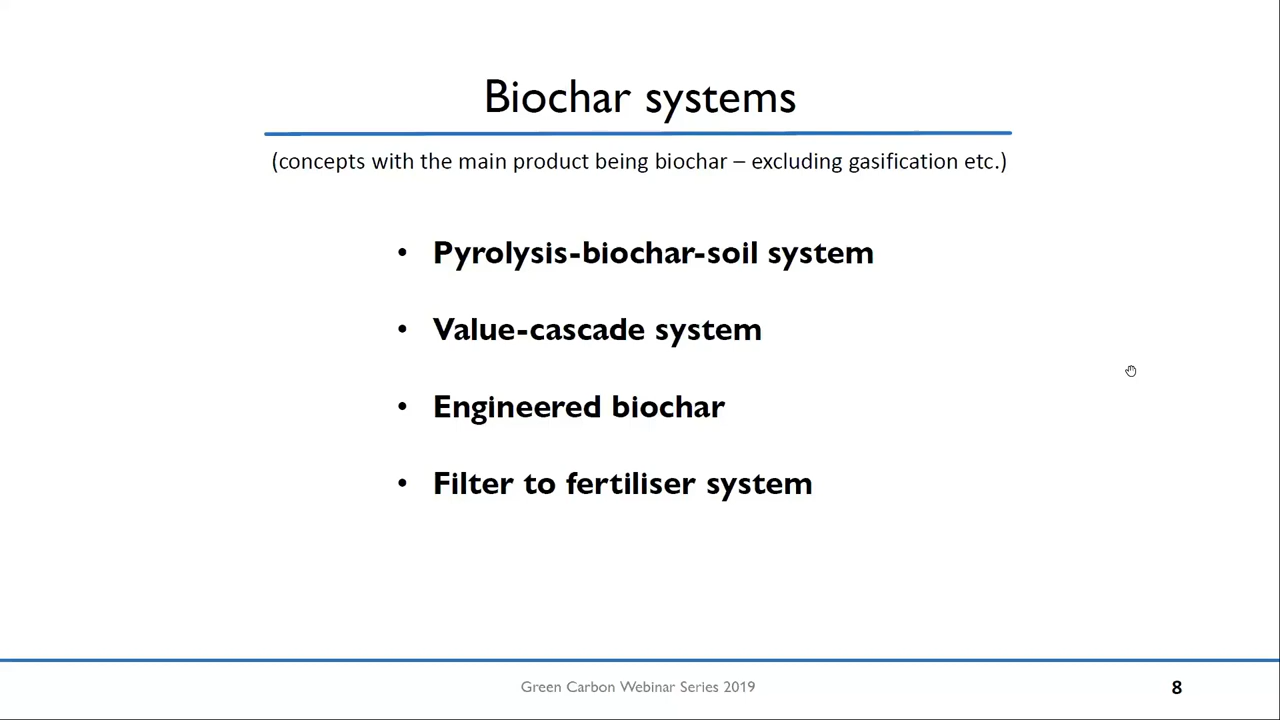 Biochar systems
(concepts with the main product being biochar – excluding gasification etc.)
• Pyrolysis-biochar-soil system
• Value-cascade system
• Engineered biochar
• Filter to fertiliser system
Green Carbon Webinar Series 2019
8